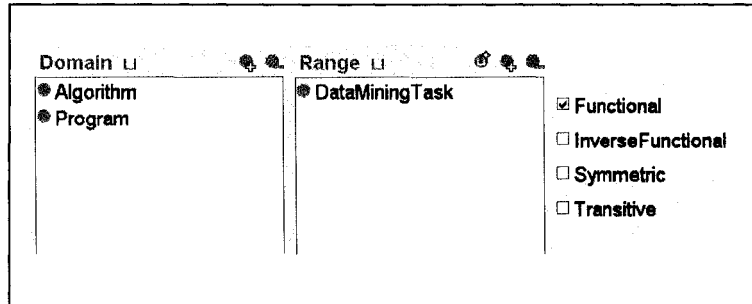 Domain ⊔
Range ⊔
Algorithm
Program
DataMiningTask
Functional
InverseFunctional
Symmetric
Transitive